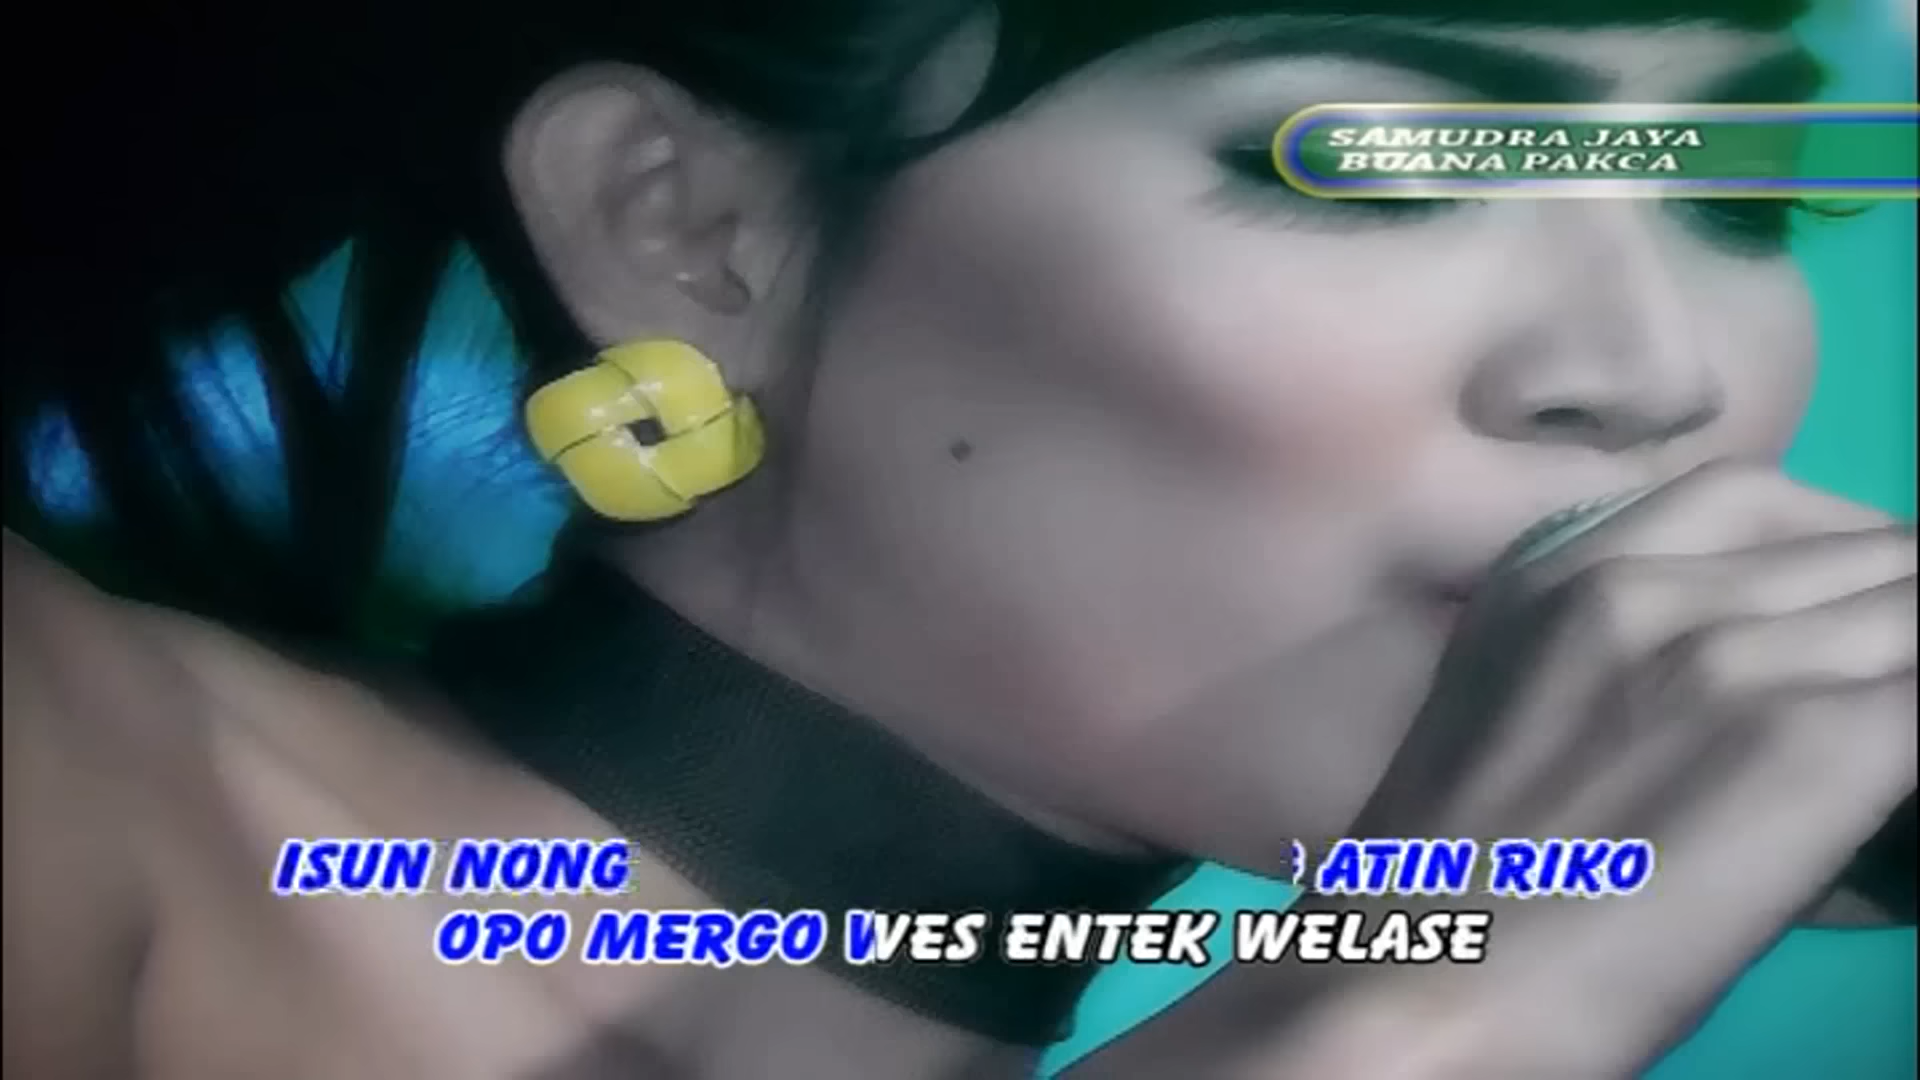 SAMUDRA JAYA
BUANA PAKCA
ISUN NONG ATIN RIKO
OPO MERGO WES ENTEK WELASE